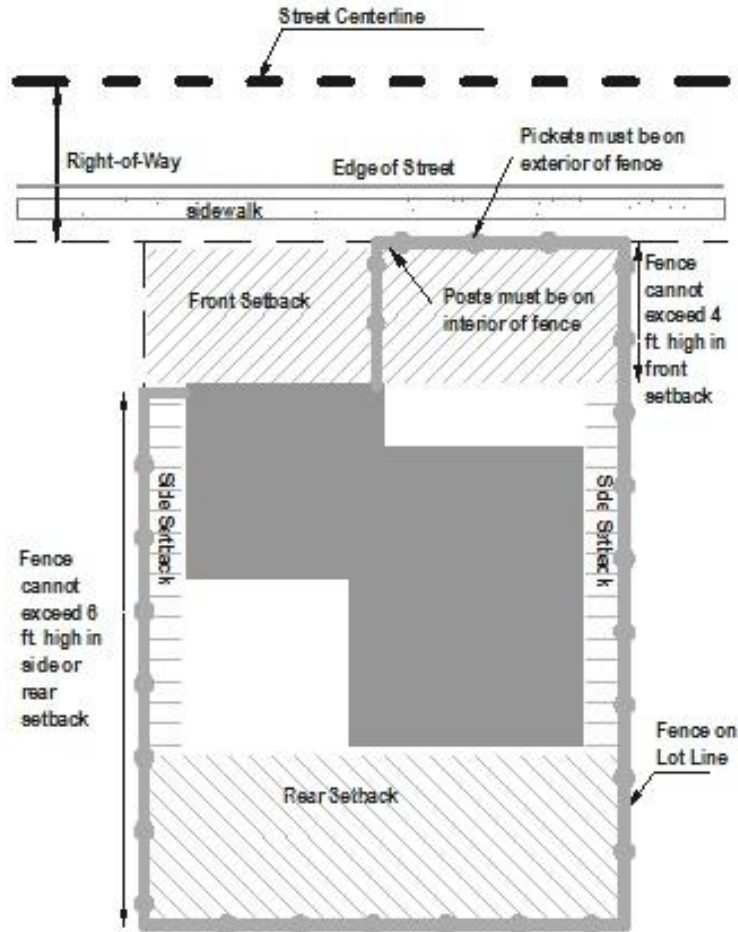 Street Centerline
Right-of-Way
Edge of Street
Pickets must be on
exterior of fence
sidewalk
Front Setback
Posts must be on
interior of fence
Fence
cannot
exceed 4
ft. high in
front
setback
Side Setback
Side Setback
Fence
cannot
exceed 6
ft. high in
side or
rear
setback
Fence on
Lot Line
Rear Setback